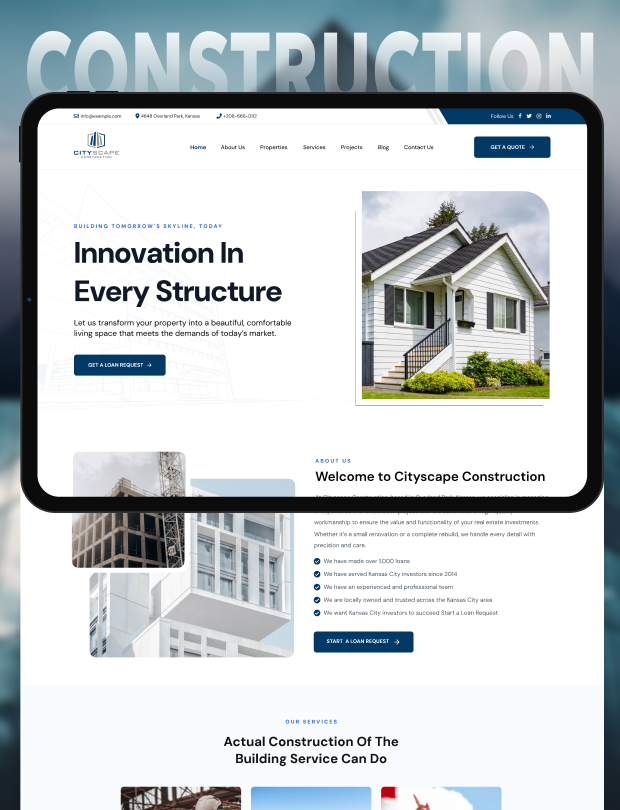 CONSTRUCTION
info@example.com
4648 Overland Park, Kansas
+208-666-0112
Follow Us
CITYSCAPE
CONSTRUCTION
Home
About Us
Properties
Services
Projects
Blog
Contact Us
GET A QUOTE
BUILDING TOMORROW'S SKYLINE, TODAY
Innovation In
Every Structure
Let us transform your property into a beautiful, comfortable
living space that meets the demands of today's market.
GET A LOAN REQUEST
ABOUT US
Welcome to Cityscape Construction
workmanship to ensure the value and functionality of your real estate investments.
Whether it's a small renovation or a complete rebuild, we handle every detail with
precision and care.
We have made over 1,000 loans
We have served Kansas City investors since 2014
We have an experienced and professional team
We are locally owned and trusted across the Kansas City area
We want Kansas City investors to succeed Start a Loan Request
START A LOAN REQUEST
OUR SERVICES
Actual Construction Of The
Building Service Can Do